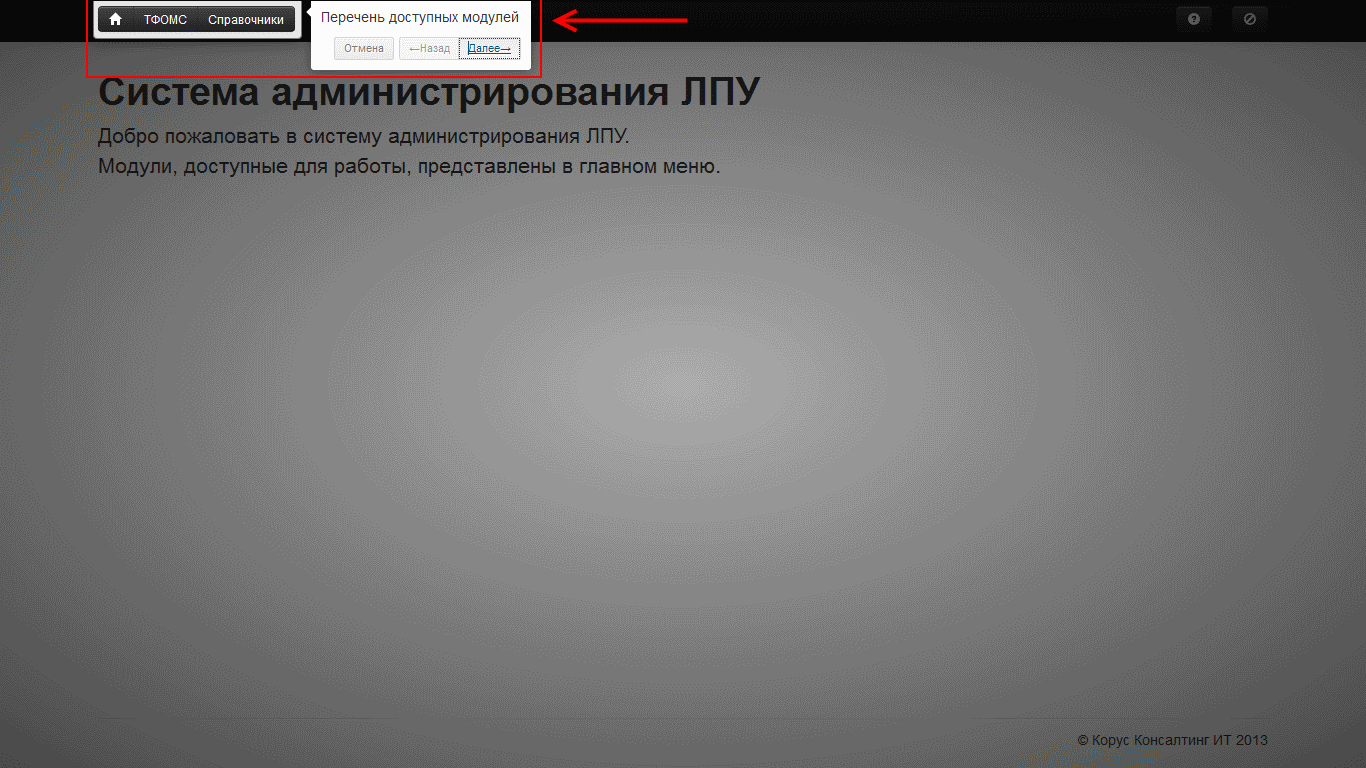 ТФОМС Справочники
Перечень доступных модулей
Отмена ←Назад Далее→
Система администрирования ЛПУ
Добро пожаловать в систему администрирования ЛПУ.
Модули, доступные для работы, представлены в главном меню.
© Корус Консалтинг ИТ 2013